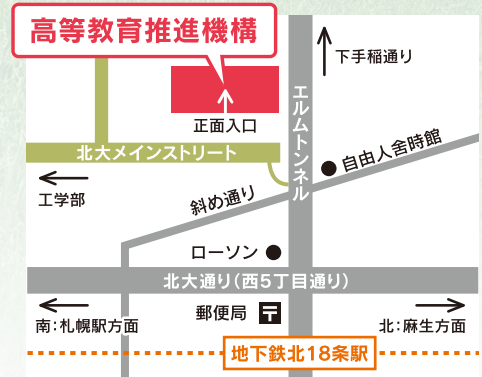 高等教育推進機構
下手稲通り
正面入口
エルムトンネル
北大メインストリート
自由人舎時館
工学部
斜め通り
ローソン
北大通り(西5丁目通り)
南:札幌駅方面
郵便局
〒
北:麻生方面
地下鉄北18条駅